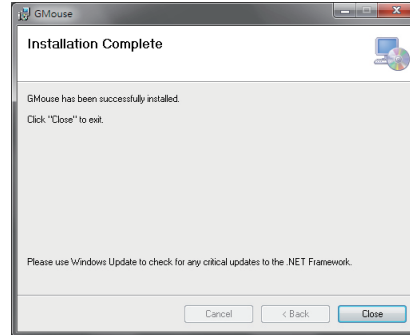 GMouse
Installation Complete
GMouse has been successfully installed.
Click "Close" to exit.
Please use Windows Update to check for any critical updates to the .NET Framework.
Cancel
< Back
Close